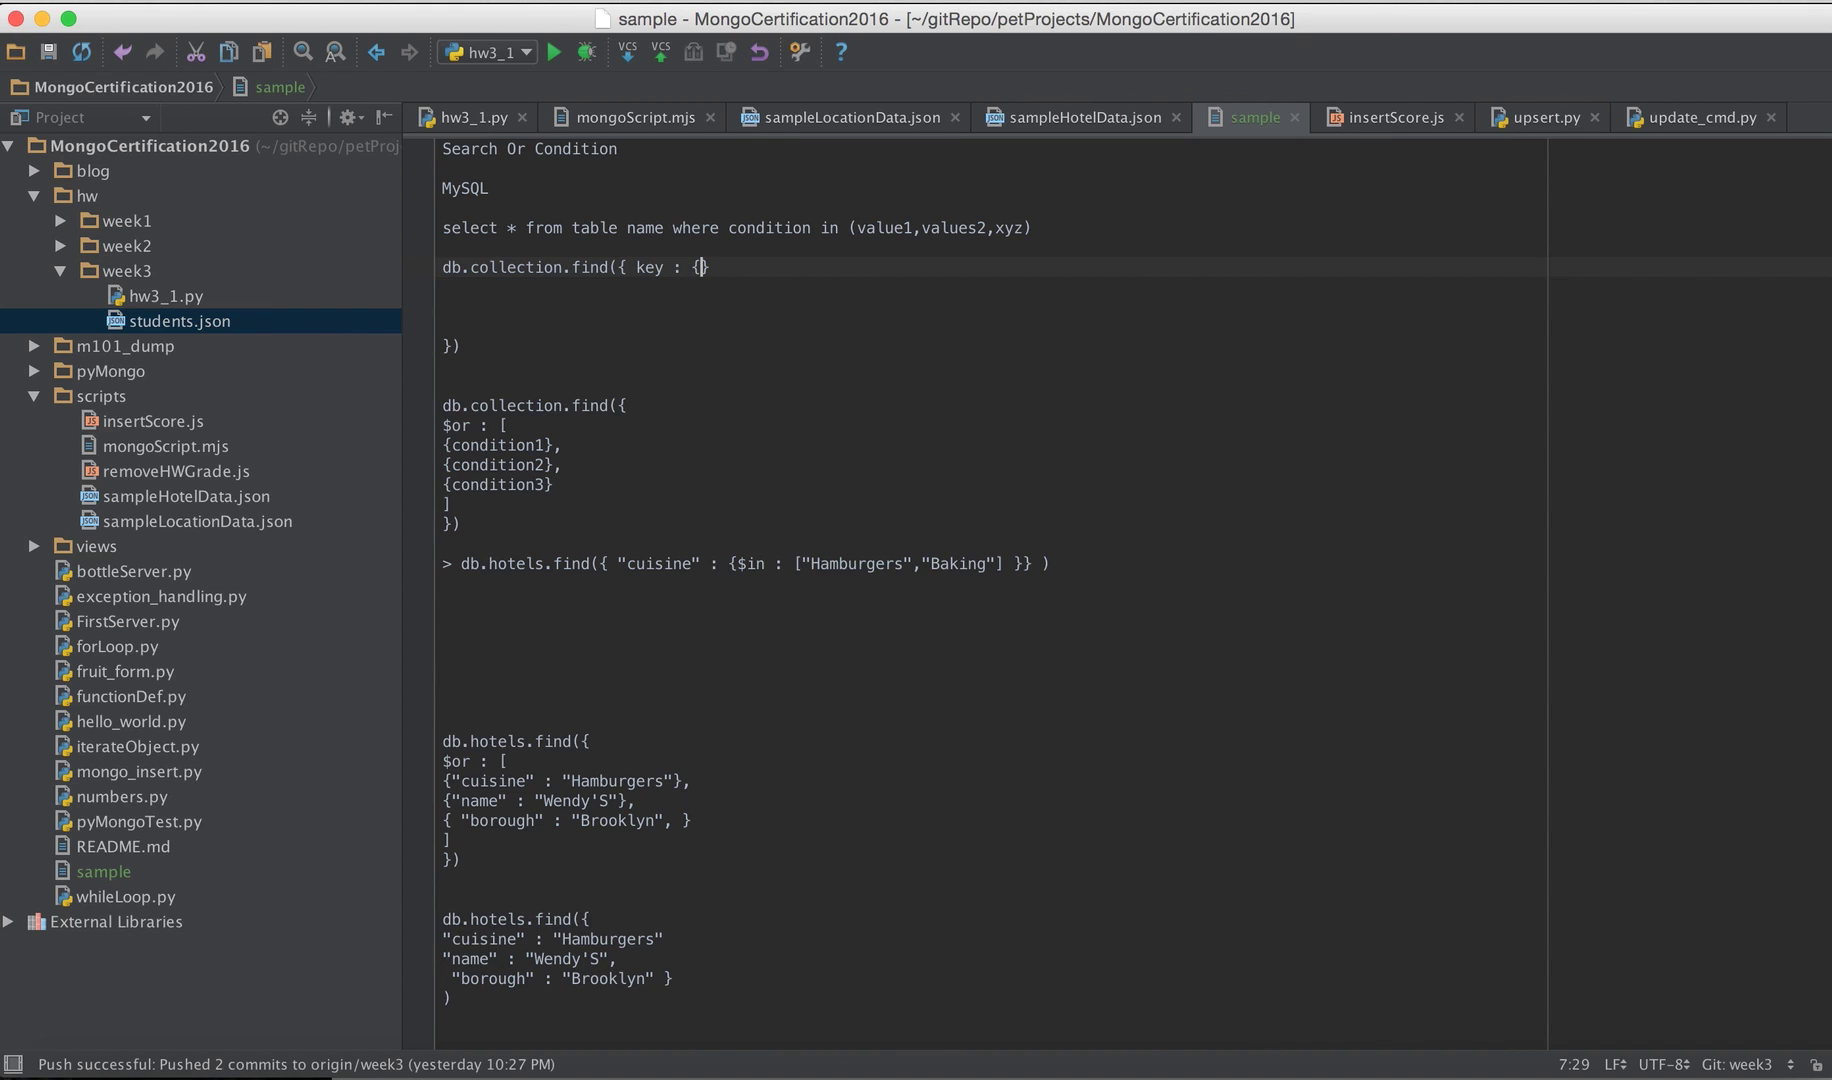 sample - MongoCertification2016 - [~/gitRepo/petProjects/MongoCertification2016]
hw3_1
VCS VCS
?
MongoCertification2016 sample
Project
hw3_1.py mongoScript.mjs sampleLocationData.json sampleHotelData.json sample insertScore.js upsert.py update_cmd.py
MongoCertification2016 (~/gitRepo/petProj
blog
hw
week1
week2
week3
hw3_1.py
students.json
m101_dump
pyMongo
scripts
insertScore.js
mongoScript.mjs
removeHWGrade.js
sampleHotelData.json
sampleLocationData.json
views
bottleServer.py
exception_handling.py
FirstServer.py
forLoop.py
fruit_form.py
functionDef.py
hello_world.py
iterateObject.py
mongo_insert.py
numbers.py
pyMongoTest.py
README.md
sample
whileLoop.py
External Libraries
Search Or Condition
MySQL
select * from table name where condition in (value1,values2,xyz)
db.collection.find({ key : {}
})
db.collection.find({
$or : [
{condition1},
{condition2},
{condition3}
]
})
> db.hotels.find({ "cuisine" : {$in : ["Hamburgers","Baking"] }} )
db.hotels.find({
$or : [
{"cuisine" : "Hamburgers"},
{"name" : "Wendy'S"},
{ "borough" : "Brooklyn", }
]
})
db.hotels.find({
"cuisine" : "Hamburgers"
"name" : "Wendy'S",
"borough" : "Brooklyn" }
)
Push successful: Pushed 2 commits to origin/week3 (yesterday 10:27 PM)
7:29 LF UTF-8 Git: week3